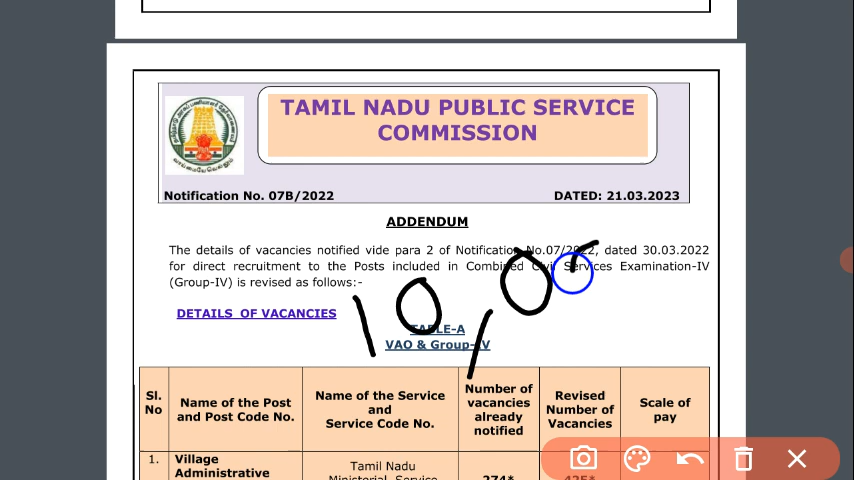 TAMIL NADU PUBLIC SERVICE
COMMISSION
Notification No. 07B/2022 DATED: 21.03.2023
ADDENDUM
The details of vacancies notified vide para 2 of Notification No.07/2022, dated 30.03.2022
for direct recruitment to the Posts included in Combined Civil Services Examination-IV
(Group-IV) is revised as follows:-
DETAILS OF VACANCIES
10,0
TABLE-A
VAO & Group-IV
Sl. No
Name of the Post and Post Code No.
Name of the Service and Service Code No.
Number of vacancies already notified
Revised Number of Vacancies
Scale of pay
1.
Village Administrative
Tamil Nadu Ministerial Service
274*
425*